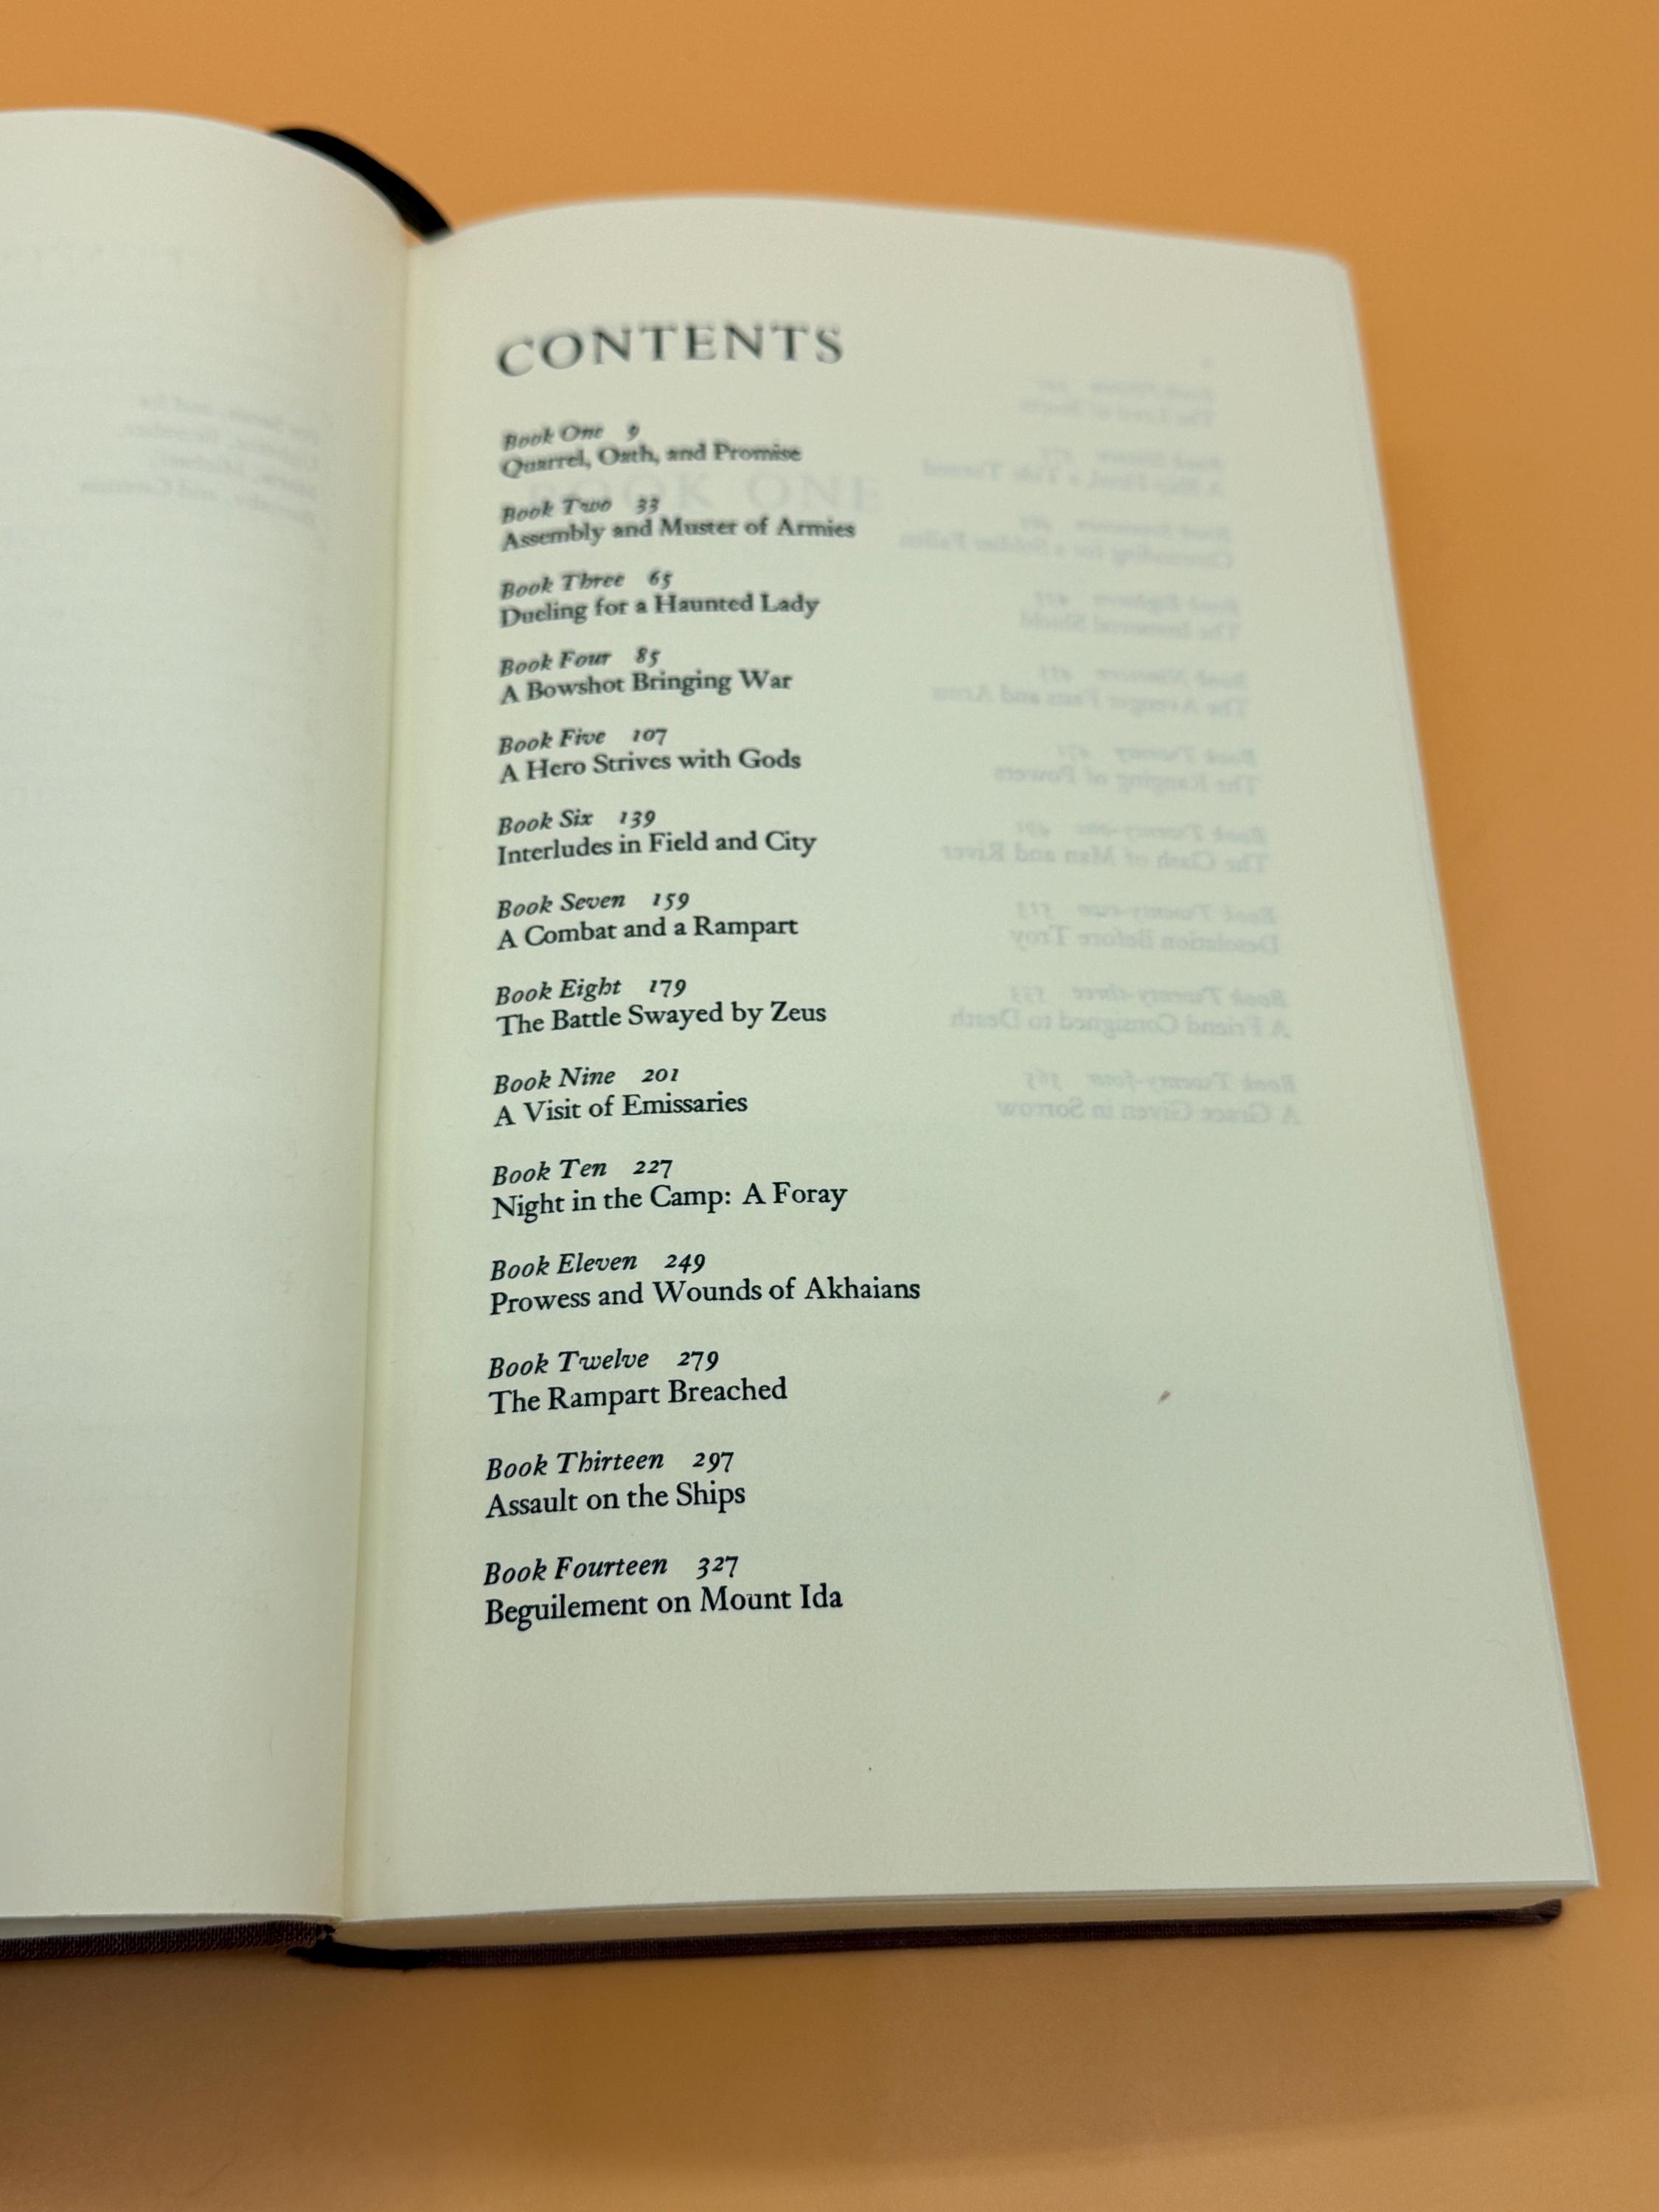 CONTENTS
Book One 9
Quarrel, Oath, and Promise
Book Two 33
Assembly and Muster of Armies
Book Three 65
Dueling for a Haunted Lady
Book Four 85
A Bowshot Bringing War
Book Five 107
A Hero Strives with Gods
Book Six 139
Interludes in Field and City
Book Seven 159
A Combat and a Rampart
Book Eight 179
The Battle Swayed by Zeus
Book Nine 201
A Visit of Emissaries
Book Ten 227
Night in the Camp: A Foray
Book Eleven 249
Prowess and Wounds of Akhaians
Book Twelve 279
The Rampart Breached
Book Thirteen 297
Assault on the Ships
Book Fourteen 327
Beguilement on Mount Ida
BOOK ONE